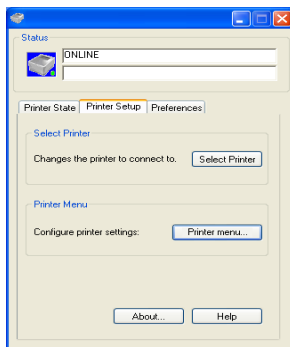 Status
ONLINE
Printer State Printer Setup Preferences
Select Printer
Changes the printer to connect to. Select Printer
Printer Menu
Configure printer settings: Printer menu...
About... Help